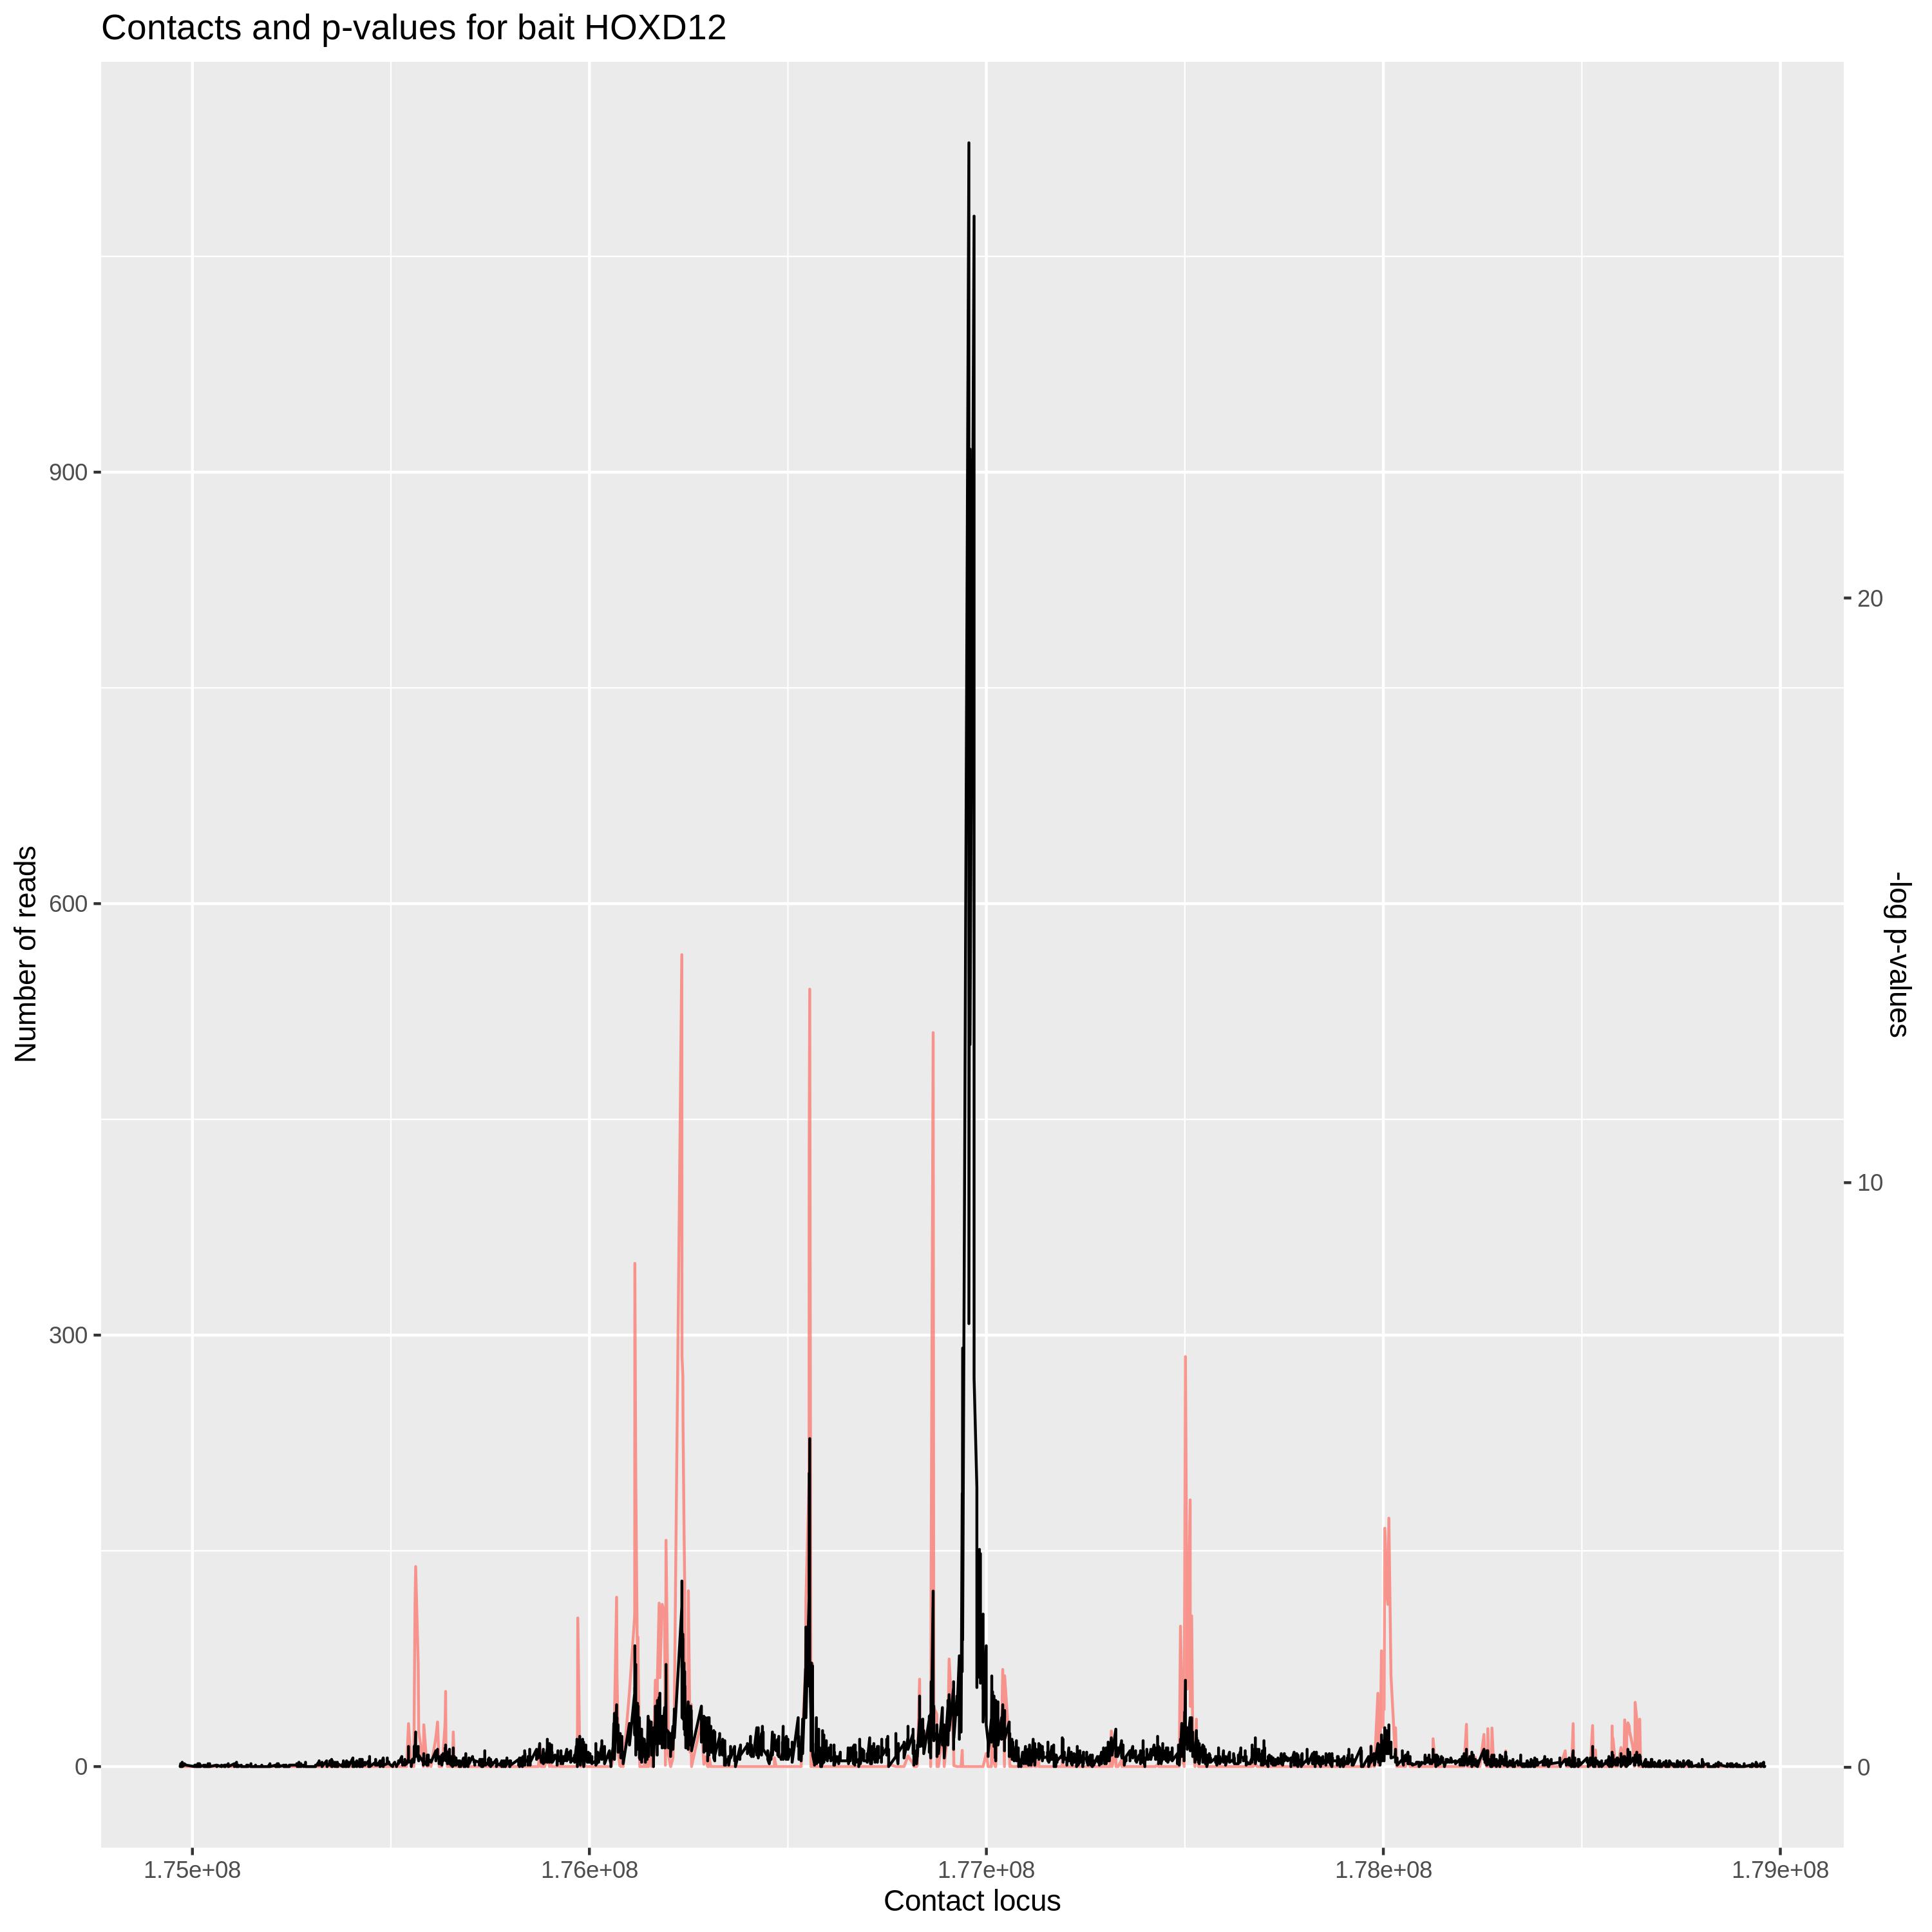 Contacts and p-values for bait HOXD12
Number of reads
900
600
300
0
20
10
0
-log p-values
1.75e+08
1.76e+08
1.77e+08
1.78e+08
1.79e+08
Contact locus